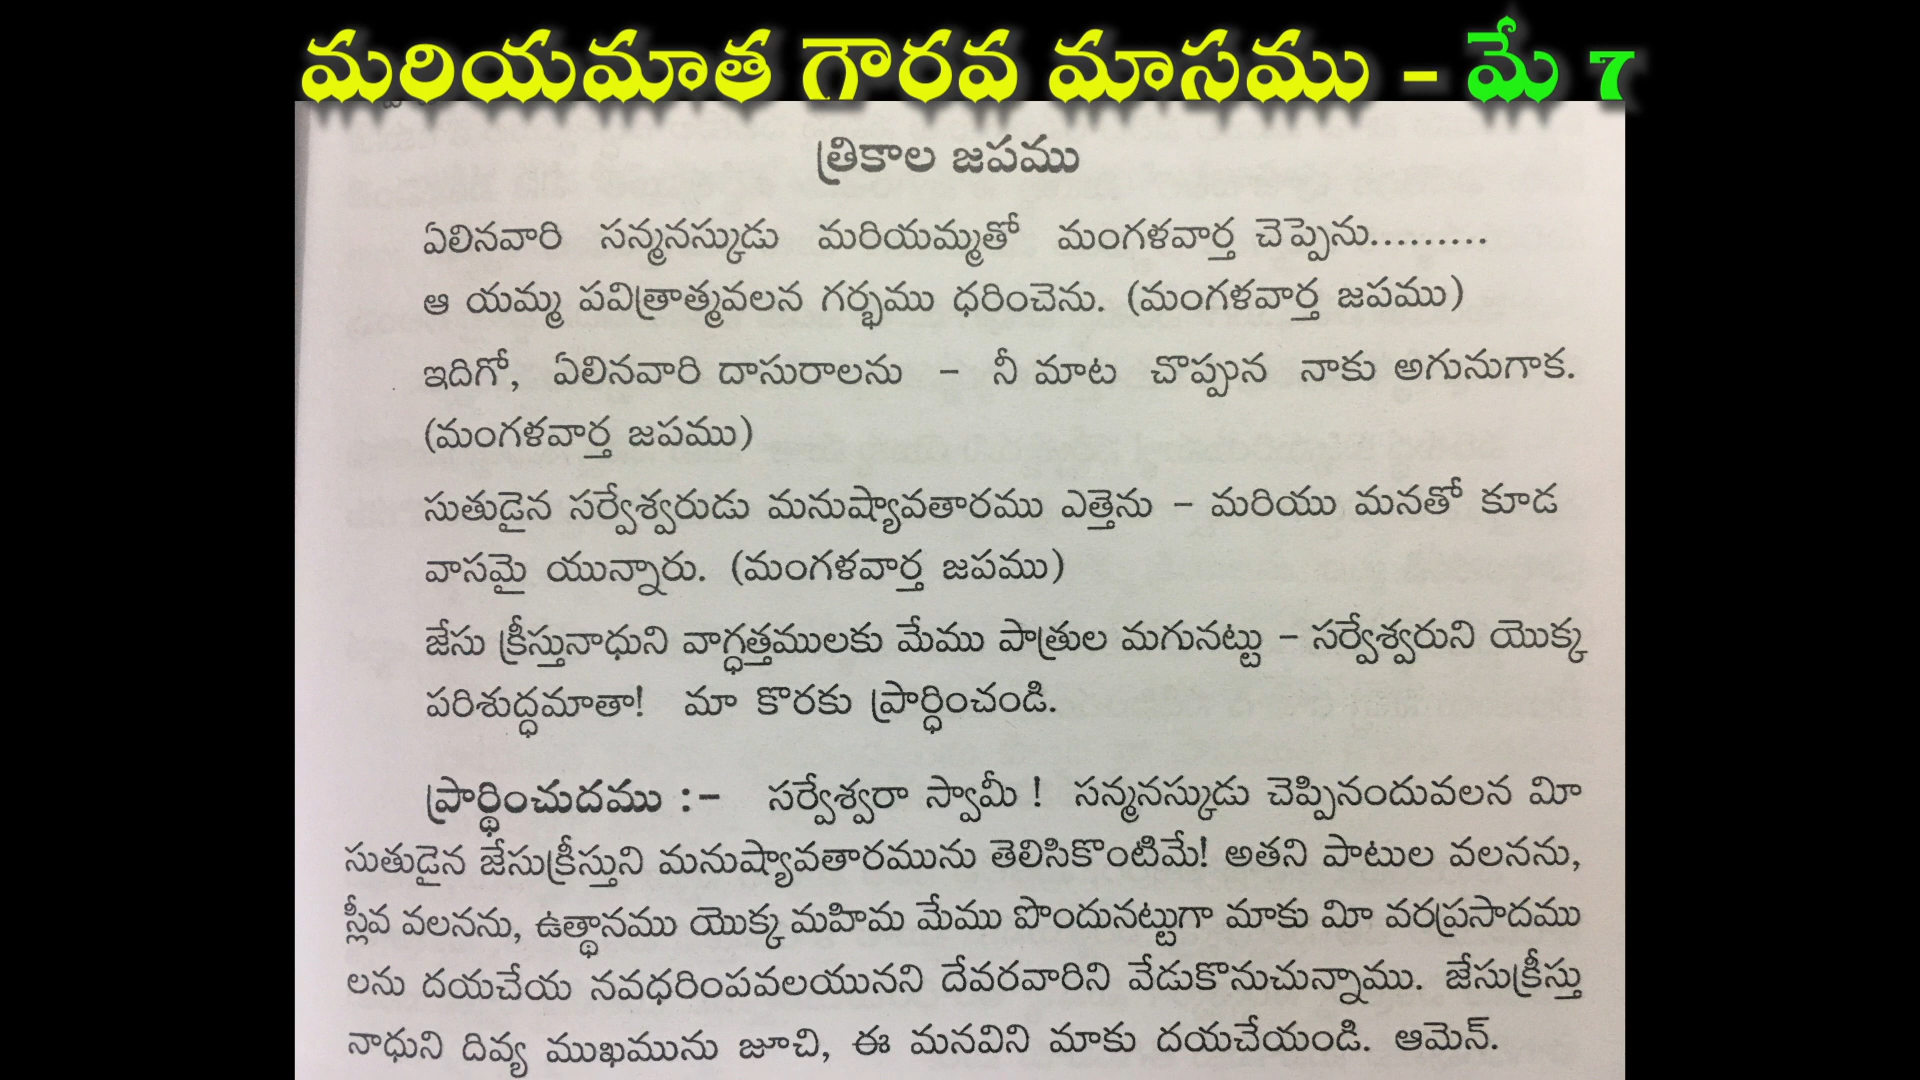 మరియమాత గౌరవ మాసము - మే 7
త్రికాల జపము
ఏలినవారి సన్మనస్కుడు మరియమ్మతో మంగళవార్త చెప్పెను.........
ఆ యమ్మ పవిత్రాత్మవలన గర్భము ధరించెను. (మంగళవార్త జపము)
ఇదిగో, ఏలినవారి దాసురాలను - నీ మాట చొప్పున నాకు అగునుగాక.
(మంగళవార్త జపము)
సుతుడైన సర్వేశ్వరుడు మనుష్యావతారము ఎత్తెను - మరియు మనతో కూడ
వాసమై యున్నారు. (మంగళవార్త జపము)
జేసు క్రీస్తునాధుని వాగ్ధత్తములకు మేము పాత్రుల మగునట్టు - సర్వేశ్వరుని యొక్క
పరిశుద్ధమాతా! మా కొరకు ప్రార్ధించండి.
ప్రార్థించుదము :- సర్వేశ్వరా స్వామీ ! సన్మనస్కుడు చెప్పినందువలన మీ
సుతుడైన జేసుక్రీస్తుని మనుష్యావతారమును తెలిసికొంటిమే! అతని పాటుల వలనను,
స్లీవ వలనను, ఉత్థానము యొక్క మహిమ మేము పొందునట్టుగా మాకు మీ వరప్రసాదము
లను దయచేయ నవధరింపవలయునని దేవరవారిని వేడుకొనుచున్నాము. జేసుక్రీస్తు
నాధుని దివ్య ముఖమును జూచి, ఈ మనవిని మాకు దయచేయండి. ఆమెన్.